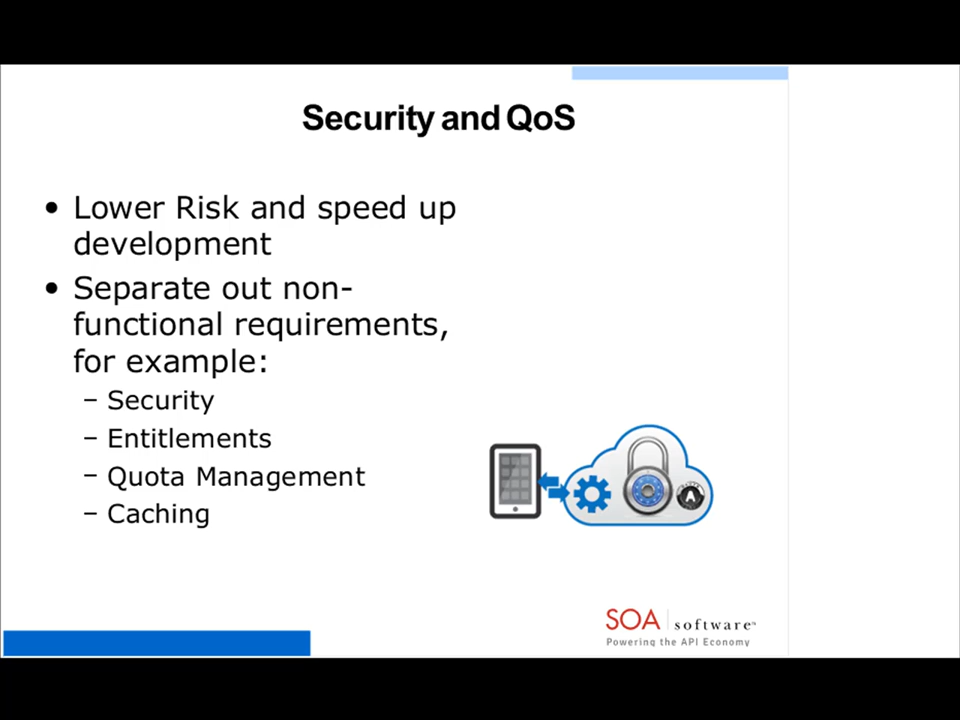 Security and QoS
• Lower Risk and speed up
development
• Separate out non-
functional requirements,
for example:
– Security
– Entitlements
– Quota Management
– Caching
A
SOA software™
Powering the API Economy